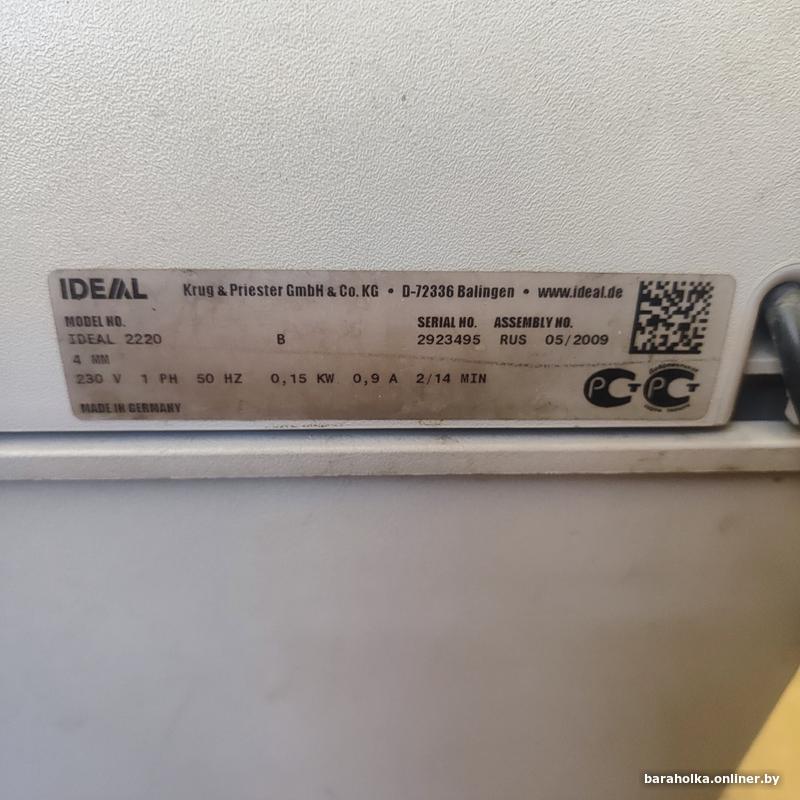 IDEAL Krug & Priester GmbH & Co. KG • D-72336 Balingen • www.ideal.de
MODEL NO. SERIAL NO. ASSEMBLY NO.
IDEAL 2220 B 2923495 RUS 05/2009
4 MM
230 V 1 PH 50 HZ 0,15 KW 0,9 A 2/14 MIN
MADE IN GERMANY
baraholka.onliner.by